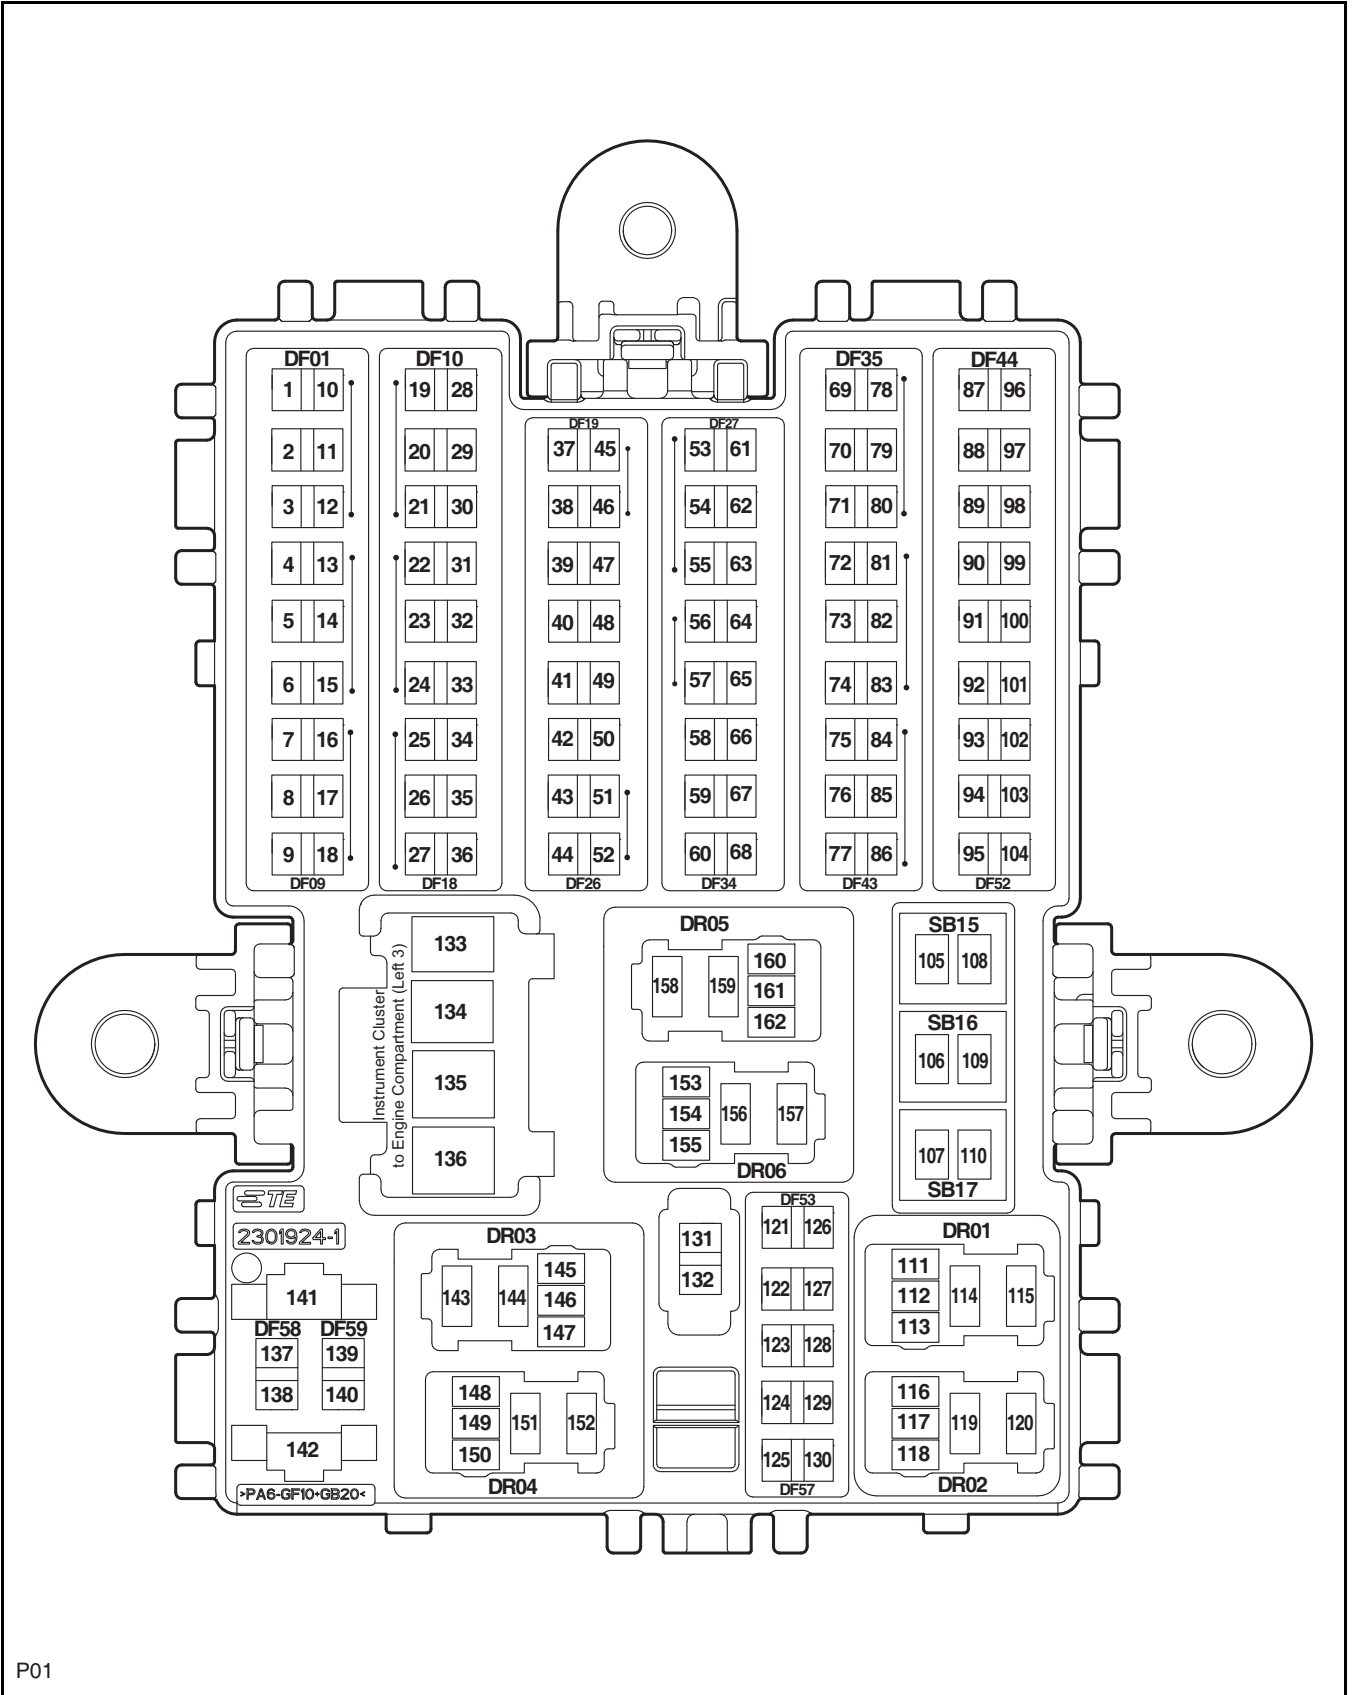 DF01 DF10 DF35 DF44
1 10 19 28 69 78 87 96
DF19 DF27
2 11 20 29 37 45 53 61 70 79 88 97
3 12 21 30 38 46 54 62 71 80 89 98
4 13 22 31 39 47 55 63 72 81 90 99
5 14 23 32 40 48 56 64 73 82 91 100
6 15 24 33 41 49 57 65 74 83 92 101
7 16 25 34 42 50 58 66 75 84 93 102
8 17 26 35 43 51 59 67 76 85 94 103
9 18 27 36 44 52 60 68 77 86 95 104
DF09 DF18 DF26 DF34 DF43 DF52
Instrument Cluster
to Engine Compartment (Left 3)
133
134
135
136
DR05
158 159 160
161
162
153
154 156 157
155
DR06
SB15
105 108
SB16
106 109
107 110
SB17
TE
2301924-1
141
DF58 DF59
137 139
138 140
142
>PA6-GF10+GB20<
DR03
143 144 145
146
147
148
149 151 152
150
DR04
131
132
DF53
121 126
122 127
123 128
124 129
125 130
DF57
DR01
111
112 114 115
113
116
117 119 120
118
DR02
P01